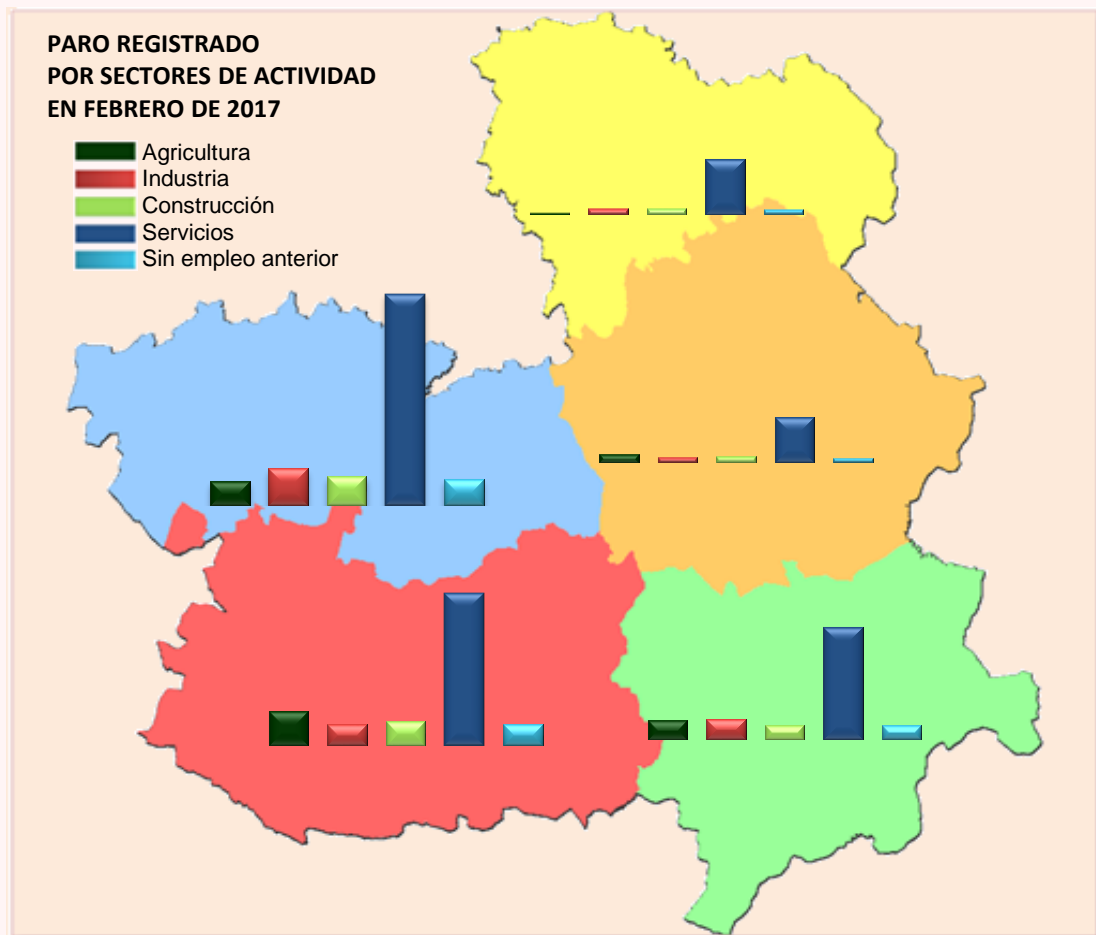 PARO REGISTRADO
POR SECTORES DE ACTIVIDAD
EN FEBRERO DE 2017
Agricultura
Industria
Construcción
Servicios
Sin empleo anterior